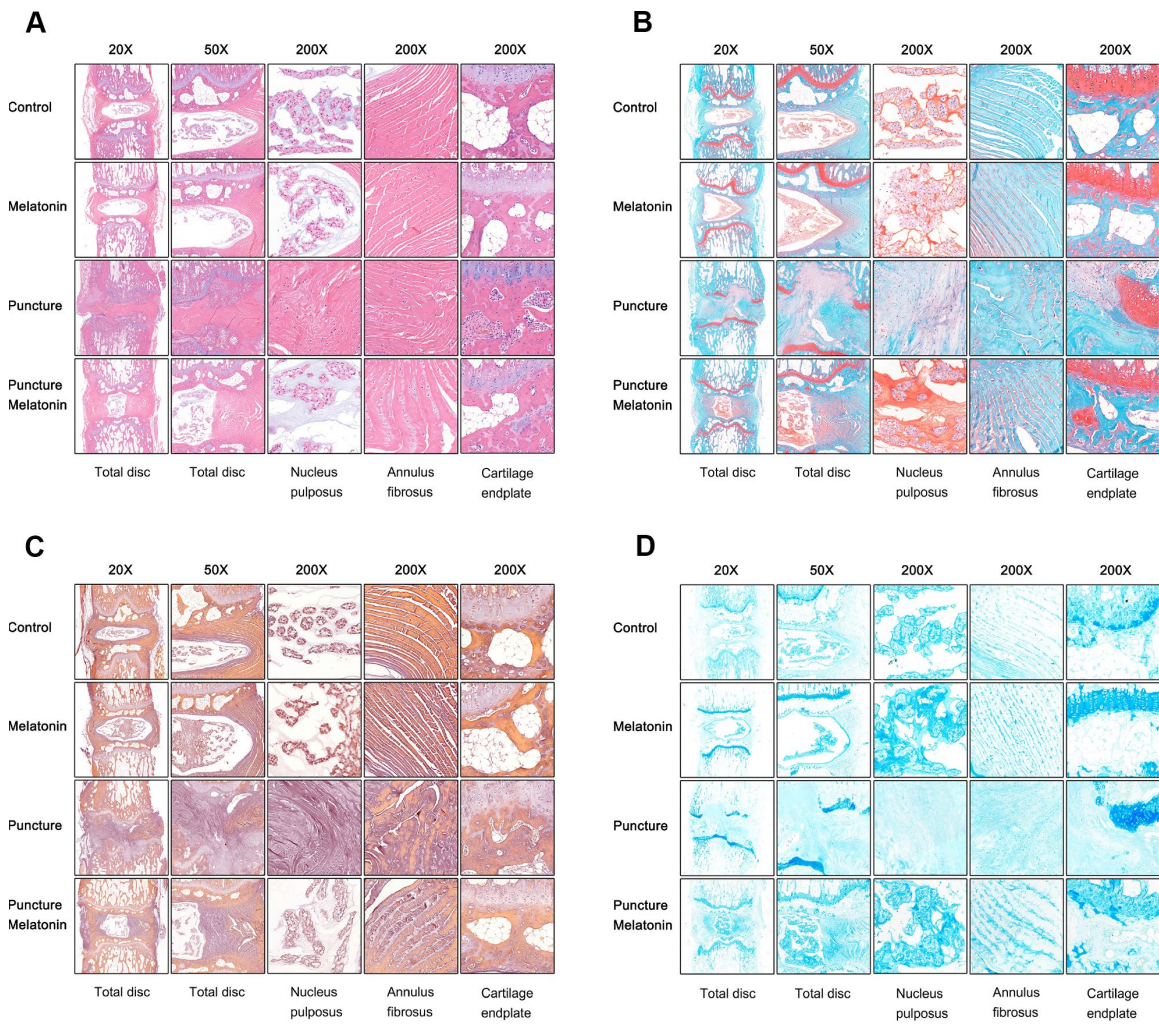 A
20X 50X 200X 200X 200X
Control
Melatonin
Puncture
Puncture
Melatonin
Total disc Total disc Nucleus Annulus Cartilage
pulposus fibrosus endplate
B
20X 50X 200X 200X 200X
Control
Melatonin
Puncture
Puncture
Melatonin
Total disc Total disc Nucleus Annulus Cartilage
pulposus fibrosus endplate
C
20X 50X 200X 200X 200X
Control
Melatonin
Puncture
Puncture
Melatonin
Total disc Total disc Nucleus Annulus Cartilage
pulposus fibrosus endplate
D
20X 50X 200X 200X 200X
Control
Melatonin
Puncture
Puncture
Melatonin
Total disc Total disc Nucleus Annulus Cartilage
pulposus fibrosus endplate